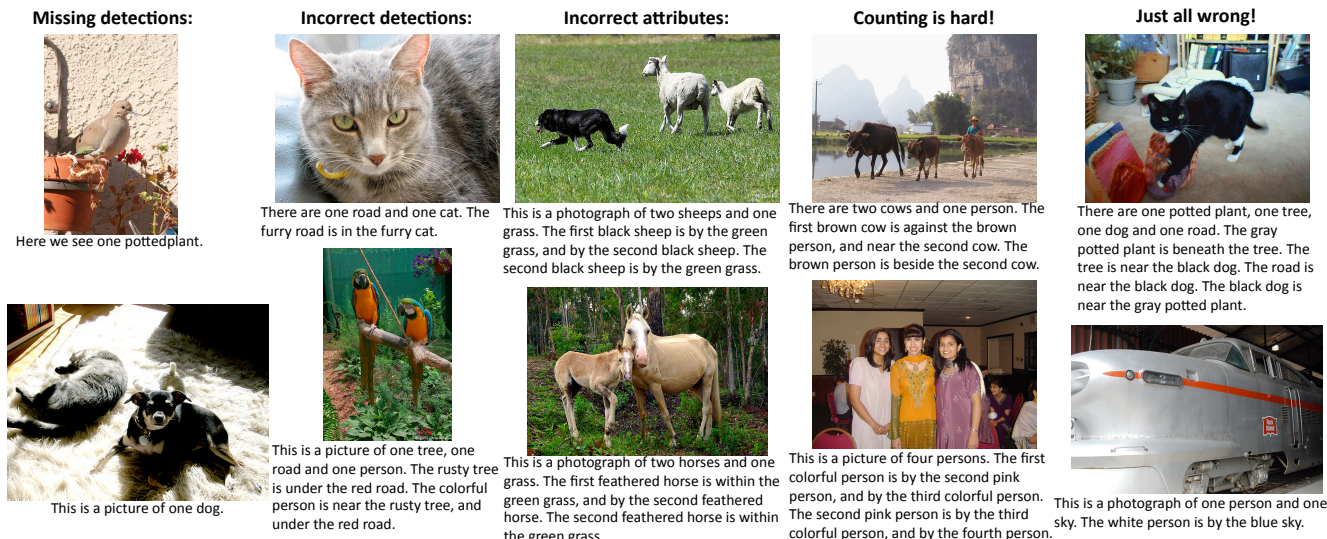 Missing detections:
Here we see one pottedplant.
This is a picture of one dog.
Incorrect detections:
There are one road and one cat. The
furry road is in the furry cat.
This is a picture of one tree, one
road and one person. The rusty tree
is under the red road. The colorful
person is near the rusty tree, and
under the red road.
Incorrect attributes:
This is a photograph of two sheeps and one
grass. The first black sheep is by the green
grass, and by the second black sheep. The
second black sheep is by the green grass.
This is a photograph of two horses and one
grass. The first feathered horse is within the
green grass, and by the second feathered
horse. The second feathered horse is within
the green grass
Counting is hard!
There are two cows and one person. The
first brown cow is against the brown
person, and near the second cow. The
brown person is beside the second cow.
This is a picture of four persons. The first
colorful person is by the second pink
person, and by the third colorful person.
The second pink person is by the third
colorful person, and by the fourth person.
Just all wrong!
There are one potted plant, one tree,
one dog and one road. The gray
potted plant is beneath the tree. The
tree is near the black dog. The road is
near the black dog. The black dog is
near the gray potted plant.
Rock
Island
This is a photograph of one person and one
sky. The white person is by the blue sky.